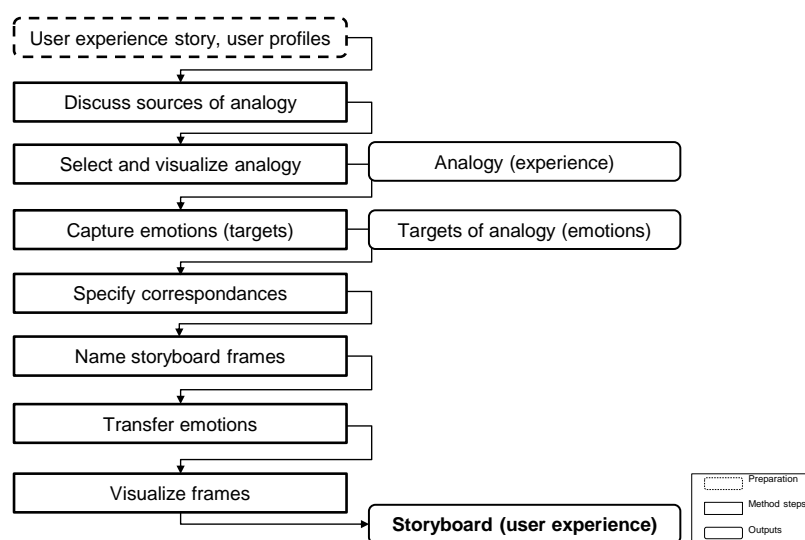 User experience story, user profiles
Discuss sources of analogy
Select and visualize analogy
Analogy (experience)
Capture emotions (targets)
Targets of analogy (emotions)
Specify correspondances
Name storyboard frames
Transfer emotions
Visualize frames
Storyboard (user experience)
Preparation
Method steps
Outputs